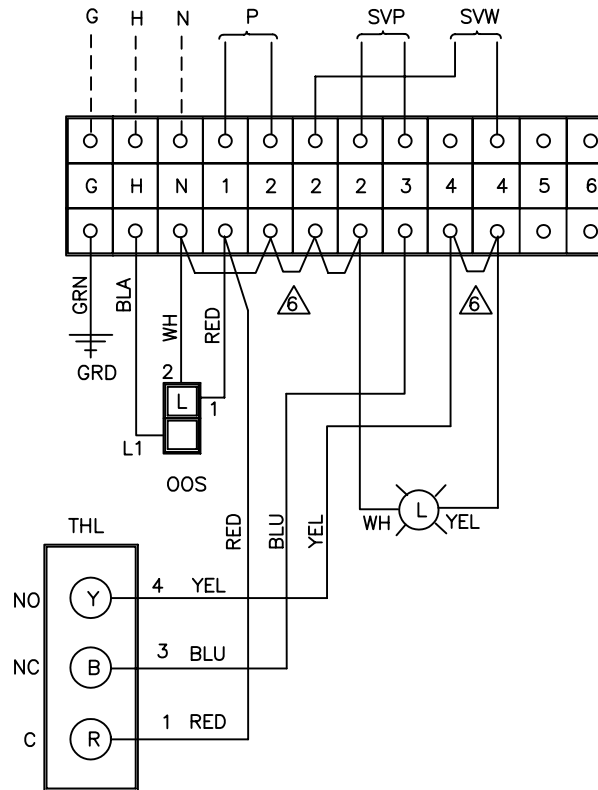 G H N P SVP SVW
G H N 1 2 2 2 3 4 4 5 6
GRN BLA WH RED 6 6
GRD
2
L 1
L1
OOS
RED BLU YEL WH L YEL
THL
NO Y 4 YEL
NC B 3 BLU
C R 1 RED